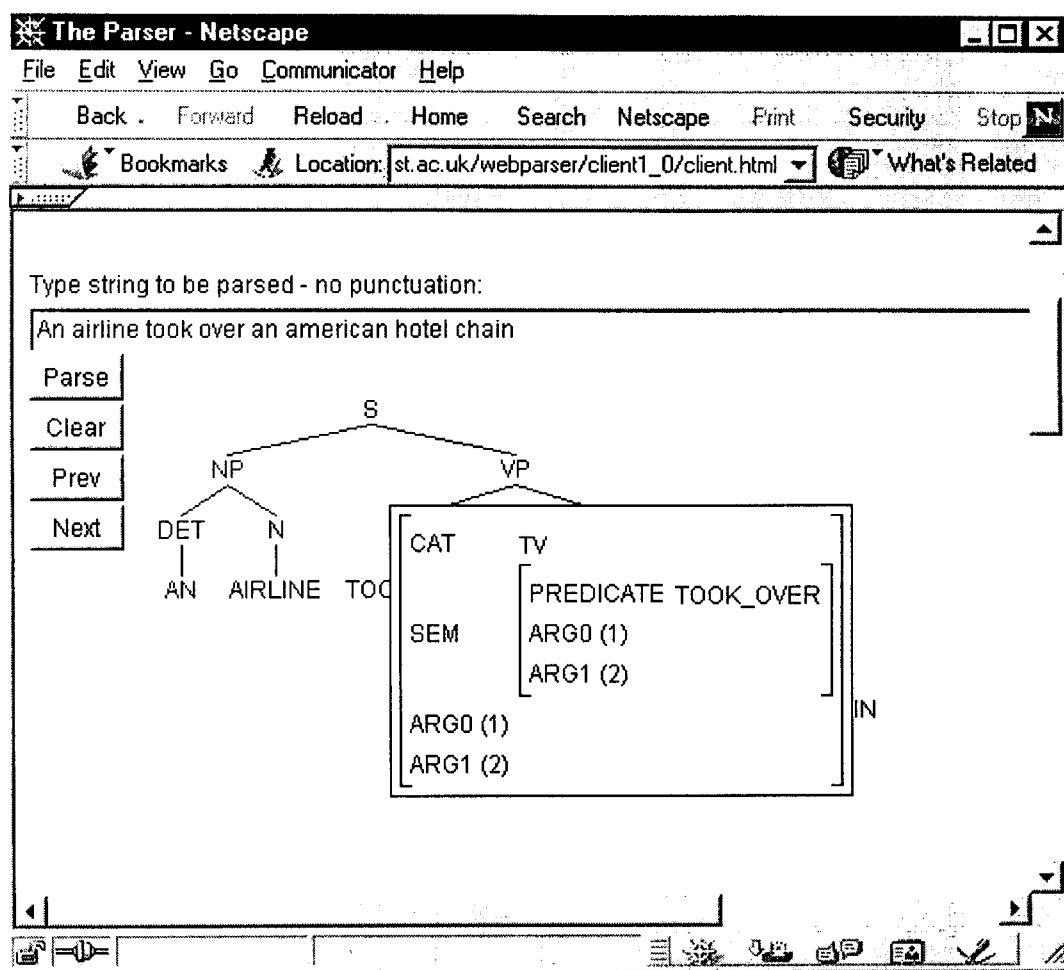 The Parser - Netscape
File Edit View Go Communicator Help
Back Forward Reload Home Search Netscape Print Security Stop N
Bookmarks Location: st.ac.uk/webparser/client1_0/client.html What's Related
Type string to be parsed - no punctuation:
An airline took over an american hotel chain
Parse
Clear
Prev
Next
S
NP VP
DET N
AN AIRLINE TOO
CAT TV
PREDICATE TOOK_OVER
SEM ARG0 (1)
ARG1 (2)
ARG0 (1)
ARG1 (2)
IN